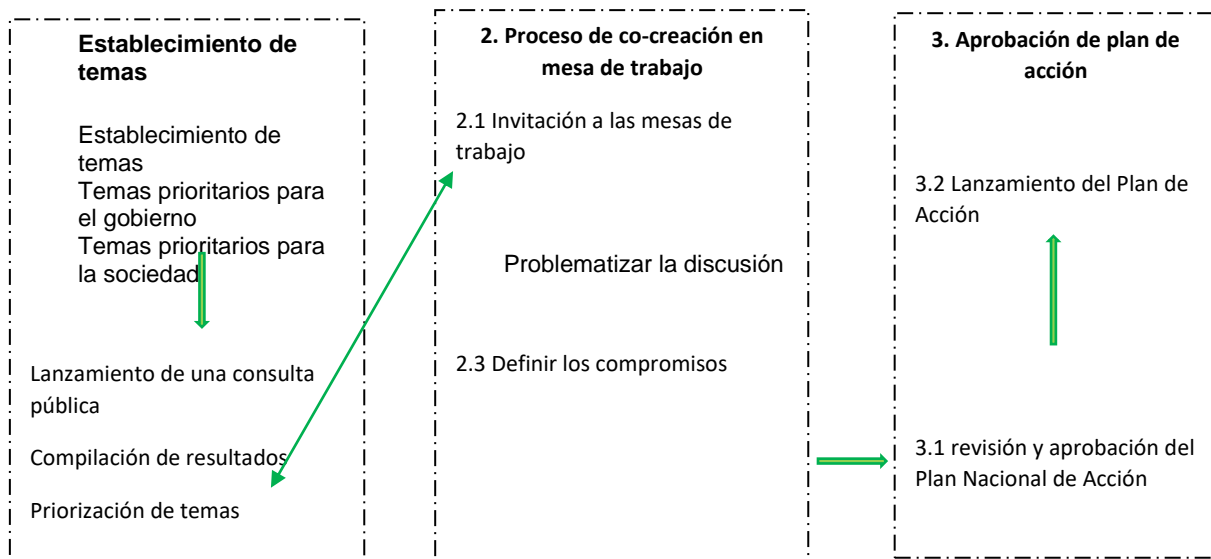 Establecimiento de
temas
Establecimiento de
temas
Temas prioritarios para
el gobierno
Temas prioritarios para
la sociedad
Lanzamiento de una consulta
pública
Compilación de resultados
Priorización de temas
2. Proceso de co-creación en
mesa de trabajo
2.1 Invitación a las mesas de
trabajo
Problematizar la discusión
2.3 Definir los compromisos
3. Aprobación de plan de
acción
3.2 Lanzamiento del Plan de
Acción
3.1 revisión y aprobación del
Plan Nacional de Acción